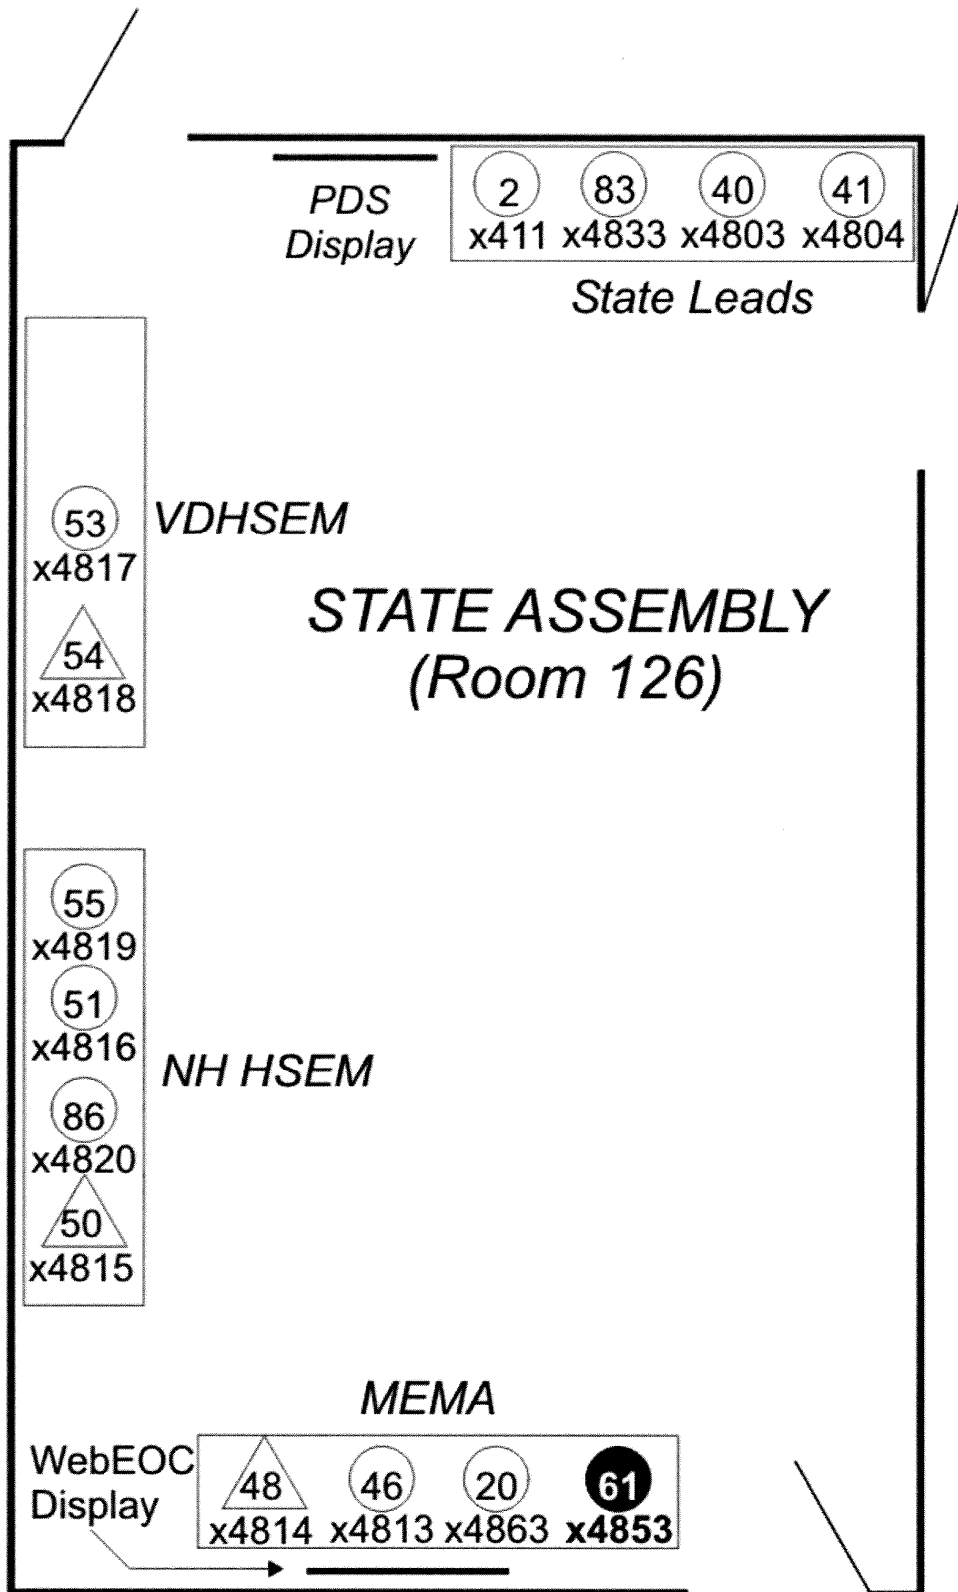 PDS
Display
2 83 40 41
x411 x4833 x4803 x4804
State Leads
53
x4817
VDHSEM
54
x4818
STATE ASSEMBLY
(Room 126)
55
x4819
51
x4816
86
x4820
NH HSEM
50
x4815
MEMA
WebEOC
Display
48 46 20 61
x4814 x4813 x4863 x4853